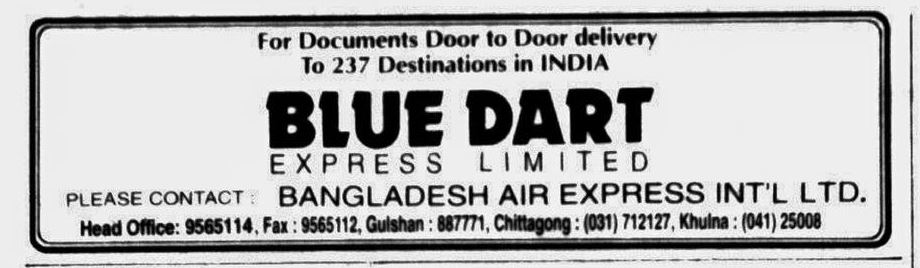 For Documents Door to Door delivery
To 237 Destinations in INDIA
BLUE DART
EXPRESS LIMITED
PLEASE CONTACT : BANGLADESH AIR EXPRESS INT'L LTD.
Head Office: 9565114, Fax : 9565112, Gulshan : 887771, Chittagong : (031) 712127, Khulna : (041) 25008